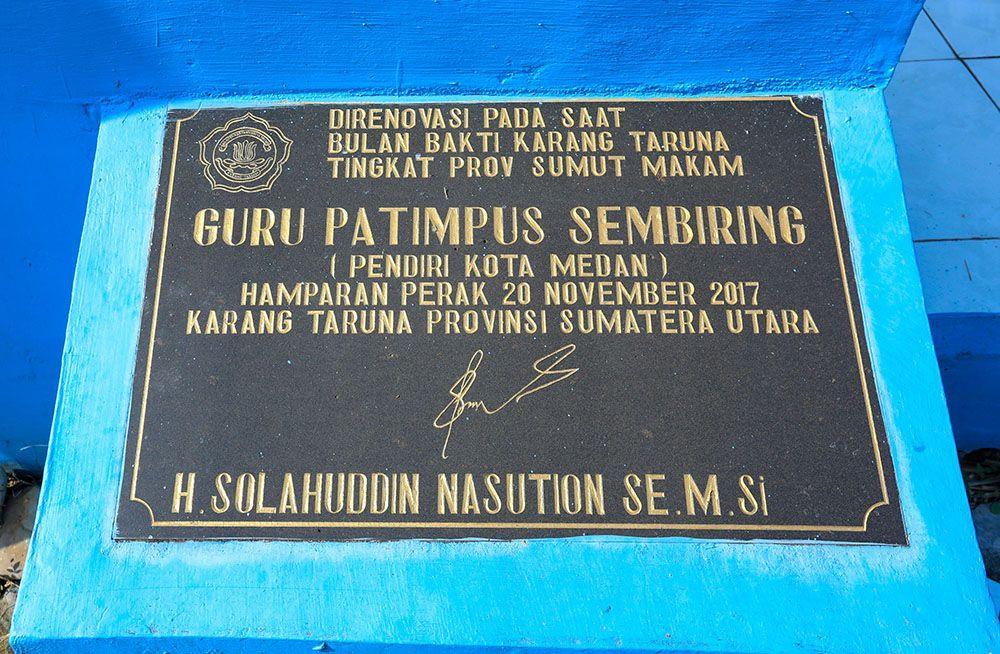 DIRENOVASI PADA SAAT
BULAN BAKTI KARANG TARUNA
TINGKAT PROV SUMUT MAKAM
GURU PATIMPUS SEMBIRING
( PENDIRI KOTA MEDAN )
HAMPARAN PERAK 20 NOVEMBER 2017
KARANG TARUNA PROVINSI SUMATERA UTARA
H.SOLAHUDDIN NASUTION SE.M.Si